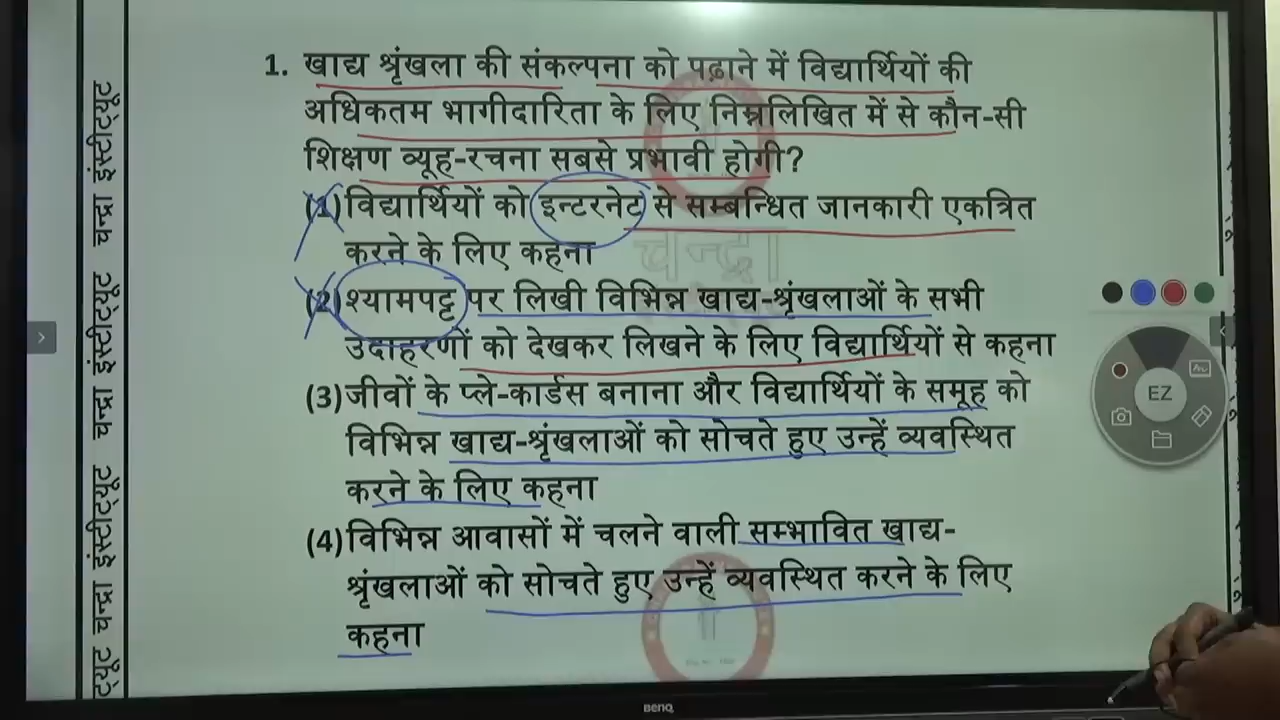 1. खाद्य श्रृंखला की संकल्पना को पढ़ाने में विद्यार्थियों की
अधिकतम भागीदारिता के लिए निम्नलिखित में से कौन-सी
शिक्षण व्यूह-रचना सबसे प्रभावी होगी?
(1) विद्यार्थियों को इन्टरनेट से सम्बन्धित जानकारी एकत्रित
करने के लिए कहना
(2) श्यामपट्ट पर लिखी विभिन्न खाद्य-श्रृंखलाओं के सभी
उदाहरणों को देखकर लिखने के लिए विद्यार्थियों से कहना
(3) जीवों के प्ले-कार्डस बनाना और विद्यार्थियों के समूह को
विभिन्न खाद्य-श्रृंखलाओं को सोचते हुए उन्हें व्यवस्थित
करने के लिए कहना
(4) विभिन्न आवासों में चलने वाली सम्भावित खाद्य-
श्रृंखलाओं को सोचते हुए उन्हें व्यवस्थित करने के लिए
कहना
ट्यूट चन्द्रा इंस्टीट्यूट चन्द्रा इंस्टीट्यूट चन्द्रा इंस्टीट्यूट
चन्द्रा
EZ
BenQ